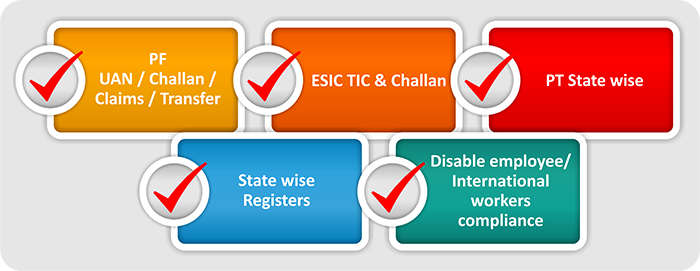 PF
UAN / Challan /
Claims / Transfer
ESIC TIC & Challan
PT State wise
State wise
Registers
Disable employee/
International
workers
compliance